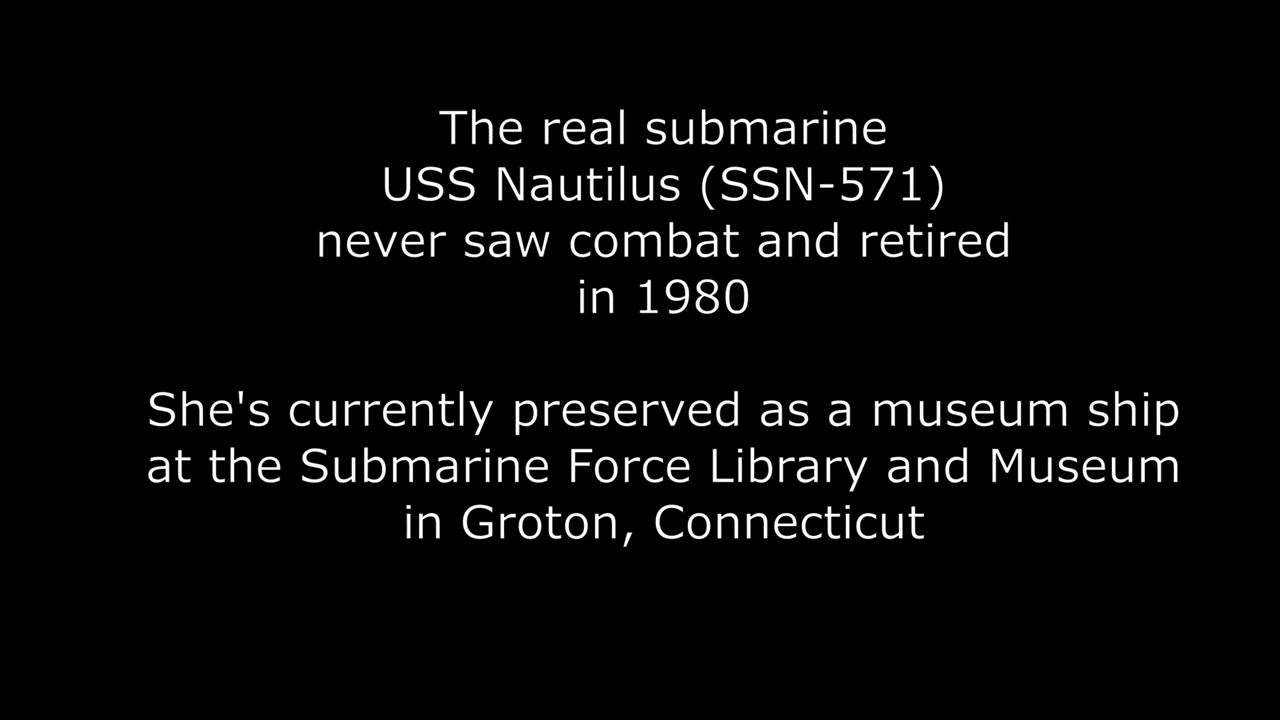 The real submarine
USS Nautilus (SSN-571)
never saw combat and retired
in 1980
She's currently preserved as a museum ship
at the Submarine Force Library and Museum
in Groton, Connecticut